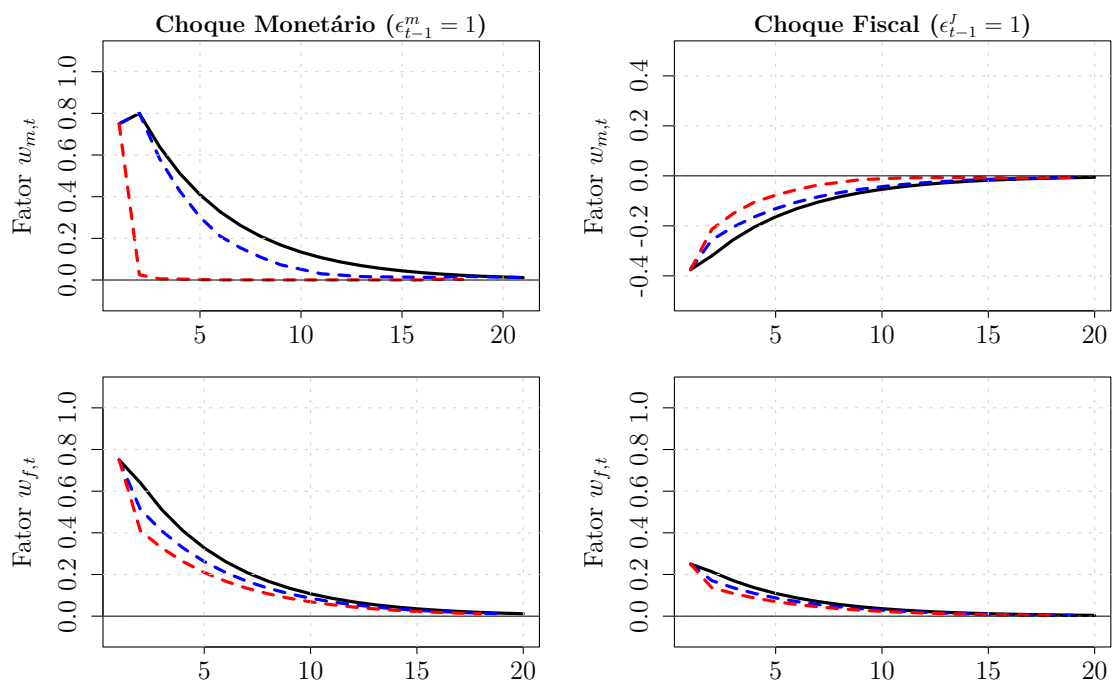 Choque Monetário (ϵᵐₜ₋₁ = 1)
Fator wₘ,ₜ
0.0 0.2 0.4 0.6 0.8 1.0
5 10 15 20
Choque Fiscal (ϵᴶₜ₋₁ = 1)
Fator wₘ,ₜ
-0.4 -0.2 0.0 0.2 0.4
5 10 15 20
Fator w_{f,t}
0.0 0.2 0.4 0.6 0.8 1.0
5 10 15 20
Fator w_{f,t}
0.0 0.2 0.4 0.6 0.8 1.0
5 10 15 20